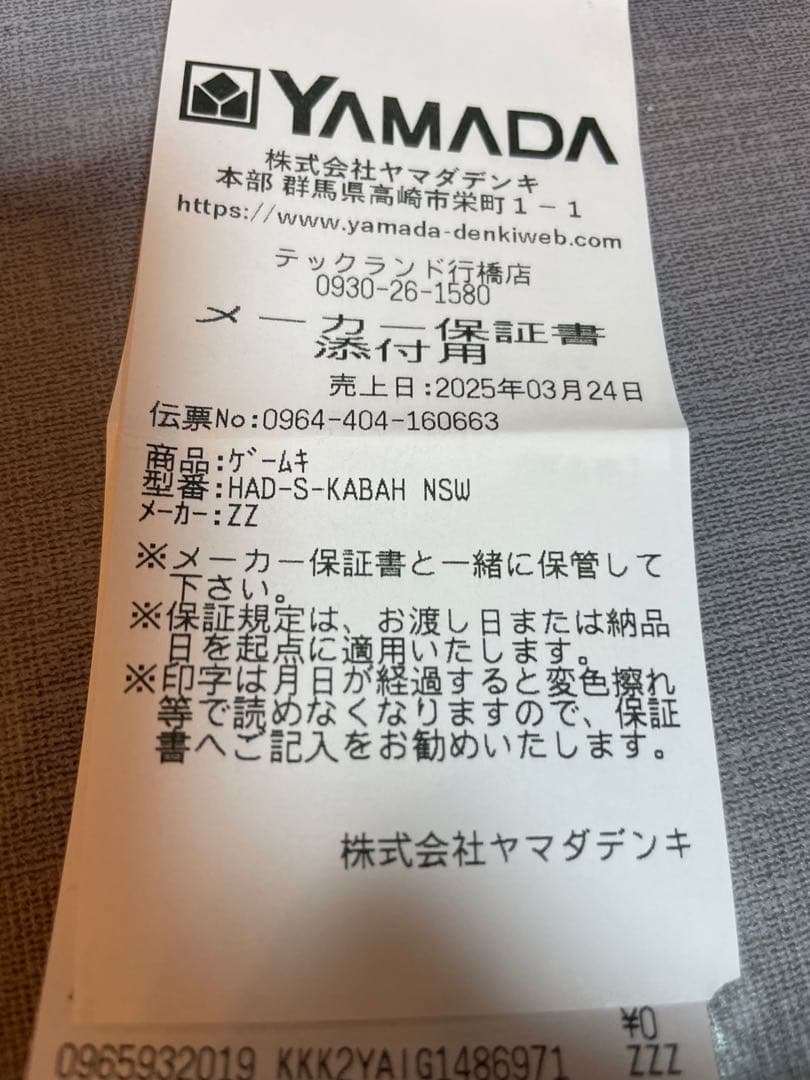 YAMADA
株式会社ヤマダデンキ
本部 群馬県高崎市栄町1-1
https://www.yamada-denkiweb.com
テックランド行橋店
0930-26-1580
メーカー保証書
添付用
売上日:2025年03月24日
伝票No:0964-404-160663
商品:ゲームキ
型番:HAD-S-KABAH NSW
メーカー:ZZ
※メーカー保証書と一緒に保管して
下さい。
※保証規定は、お渡し日または納品
日を起点に適用いたします。
※印字は月日が経過すると変色擦れ
等で読めなくなりますので、保証
書へご記入をお勧めいたします。
株式会社ヤマダデンキ
¥0
0965932019 KKK2YAIG1486971 ZZZ